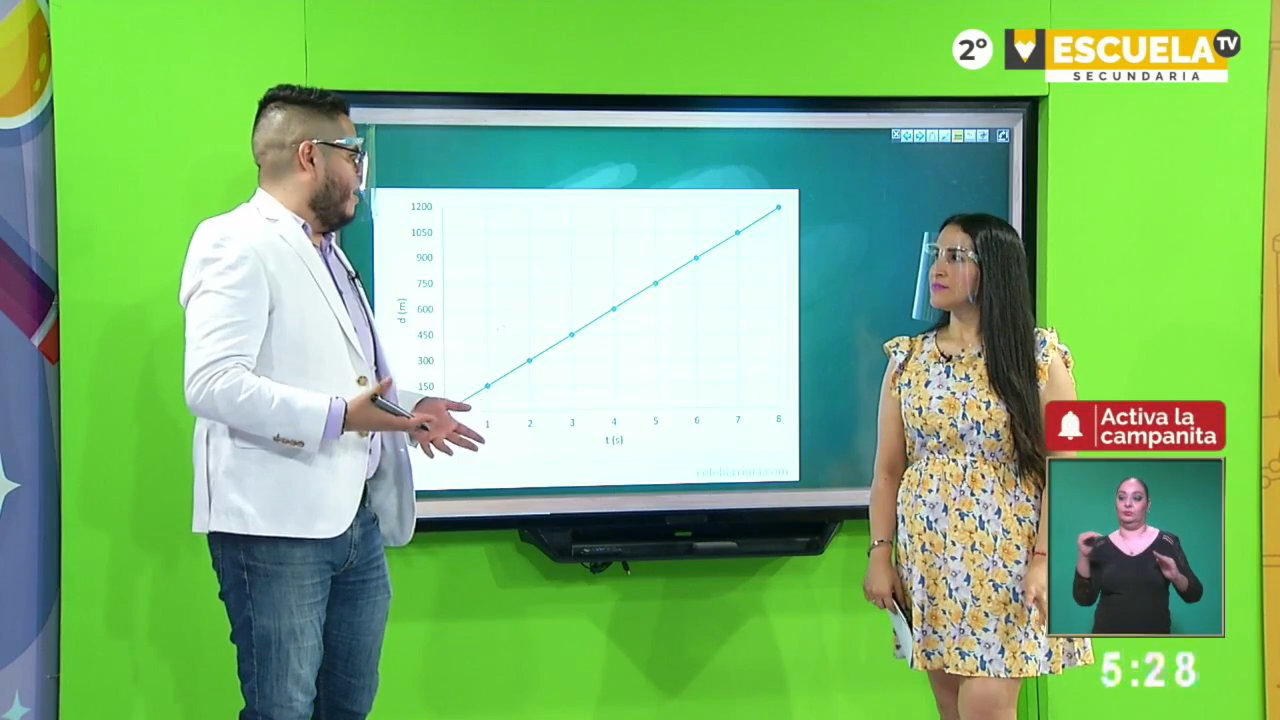 2º
ESCUELA TV
SECUNDARIA
1200
1050
900
750
600
450
300
150
d (m)
1 2 3 4 5 6 7 8
t (s)
Activa la
campanita
5:28